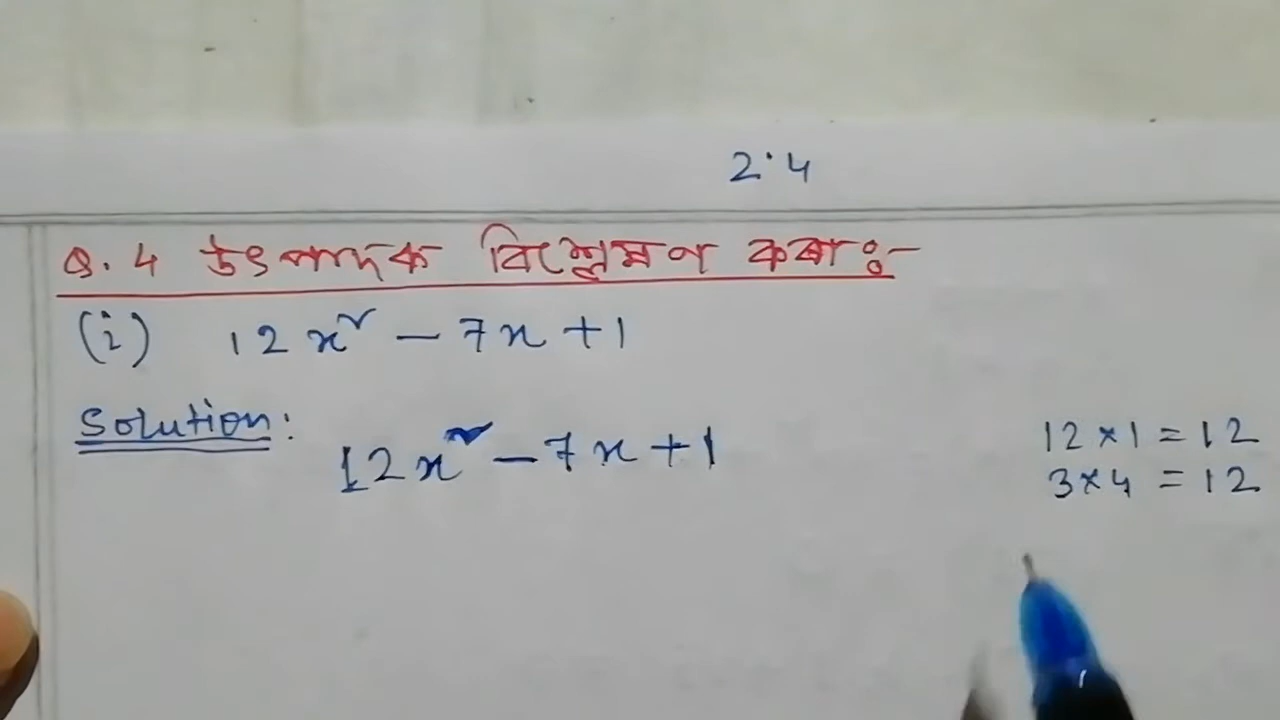 2.4
Q.4 উৎপাদক বিশ্লেষণ কৰাঃ-
(i) 12x² - 7x + 1
Solution:
12x² - 7x + 1
12 × 1 = 12
3 × 4 = 12